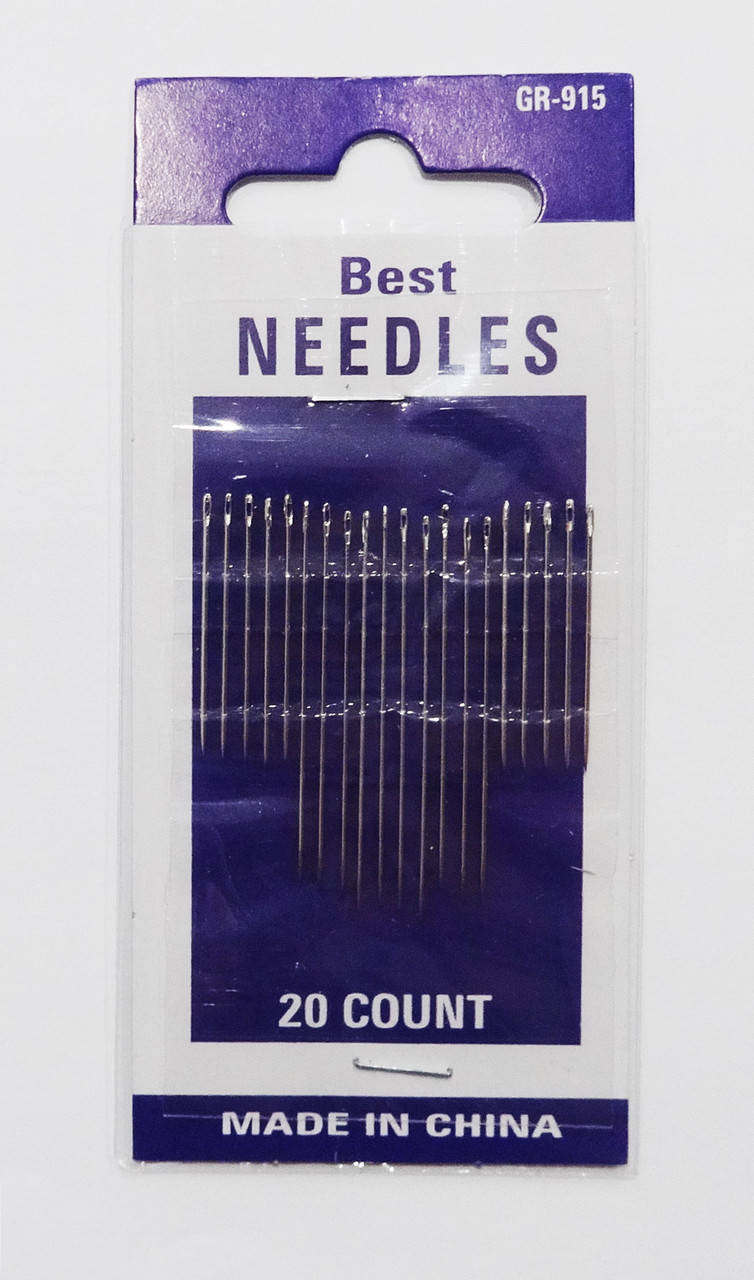 GR-915
Best
NEEDLES
20 COUNT
MADE IN CHINA